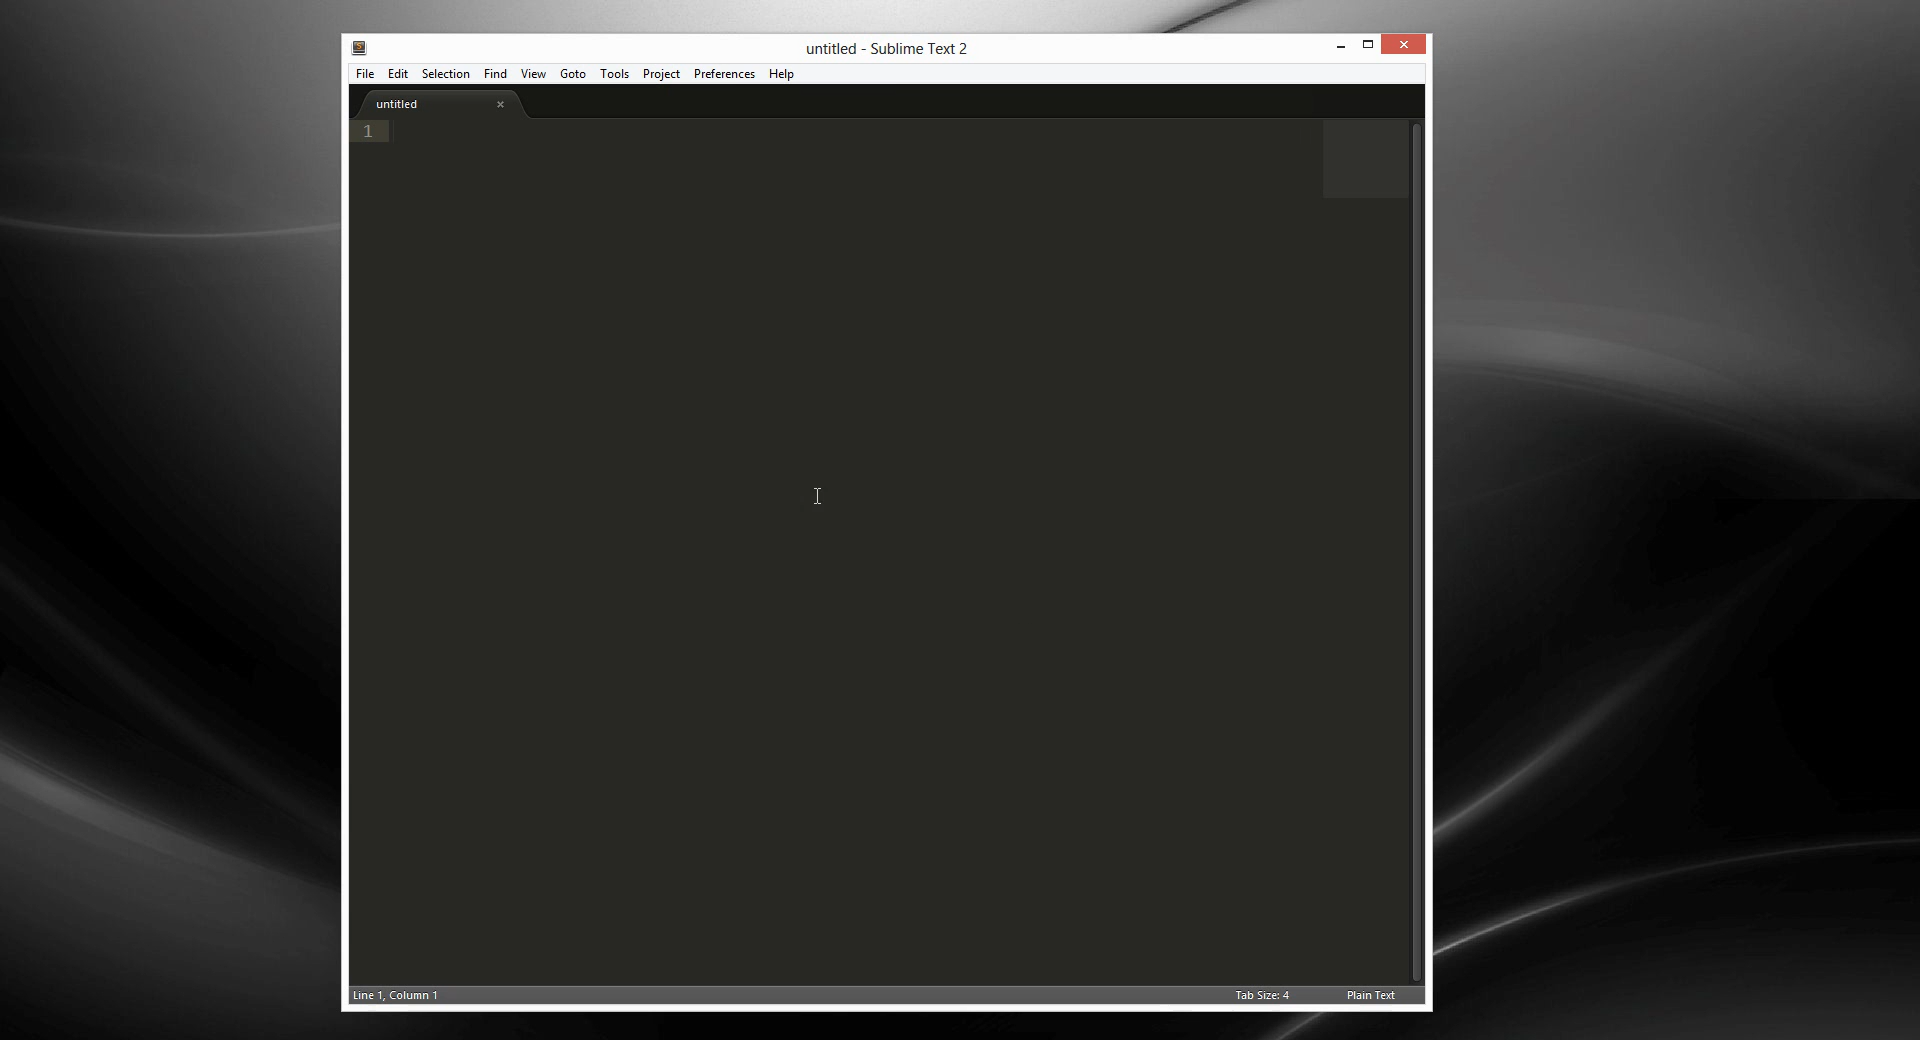 untitled - Sublime Text 2
File Edit Selection Find View Goto Tools Project Preferences Help
untitled
1
Line 1, Column 1 Tab Size: 4 Plain Text